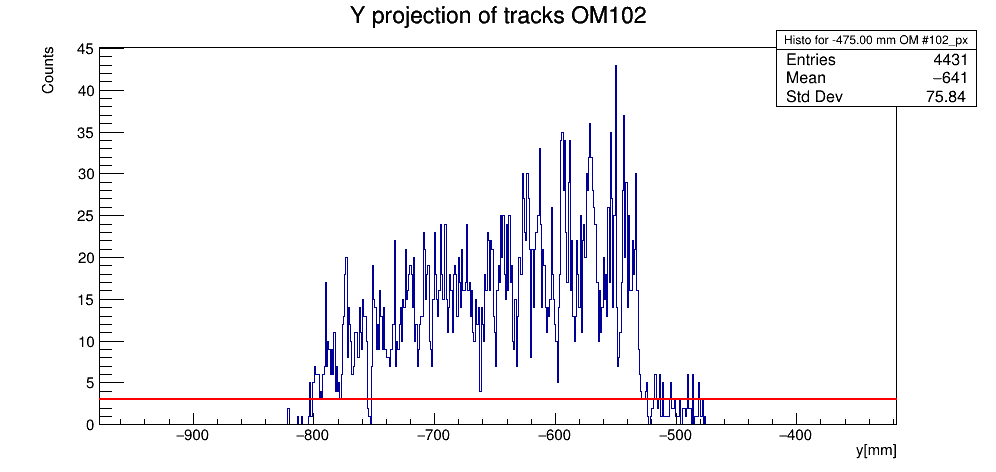 Y projection of tracks OM102
Histo for -475.00 mm OM #102_px
Entries 4431
Mean −641
Std Dev 75.84
Counts
45
40
35
30
25
20
15
10
5
0
−900 −800 −700 −600 −500 −400
y[mm]